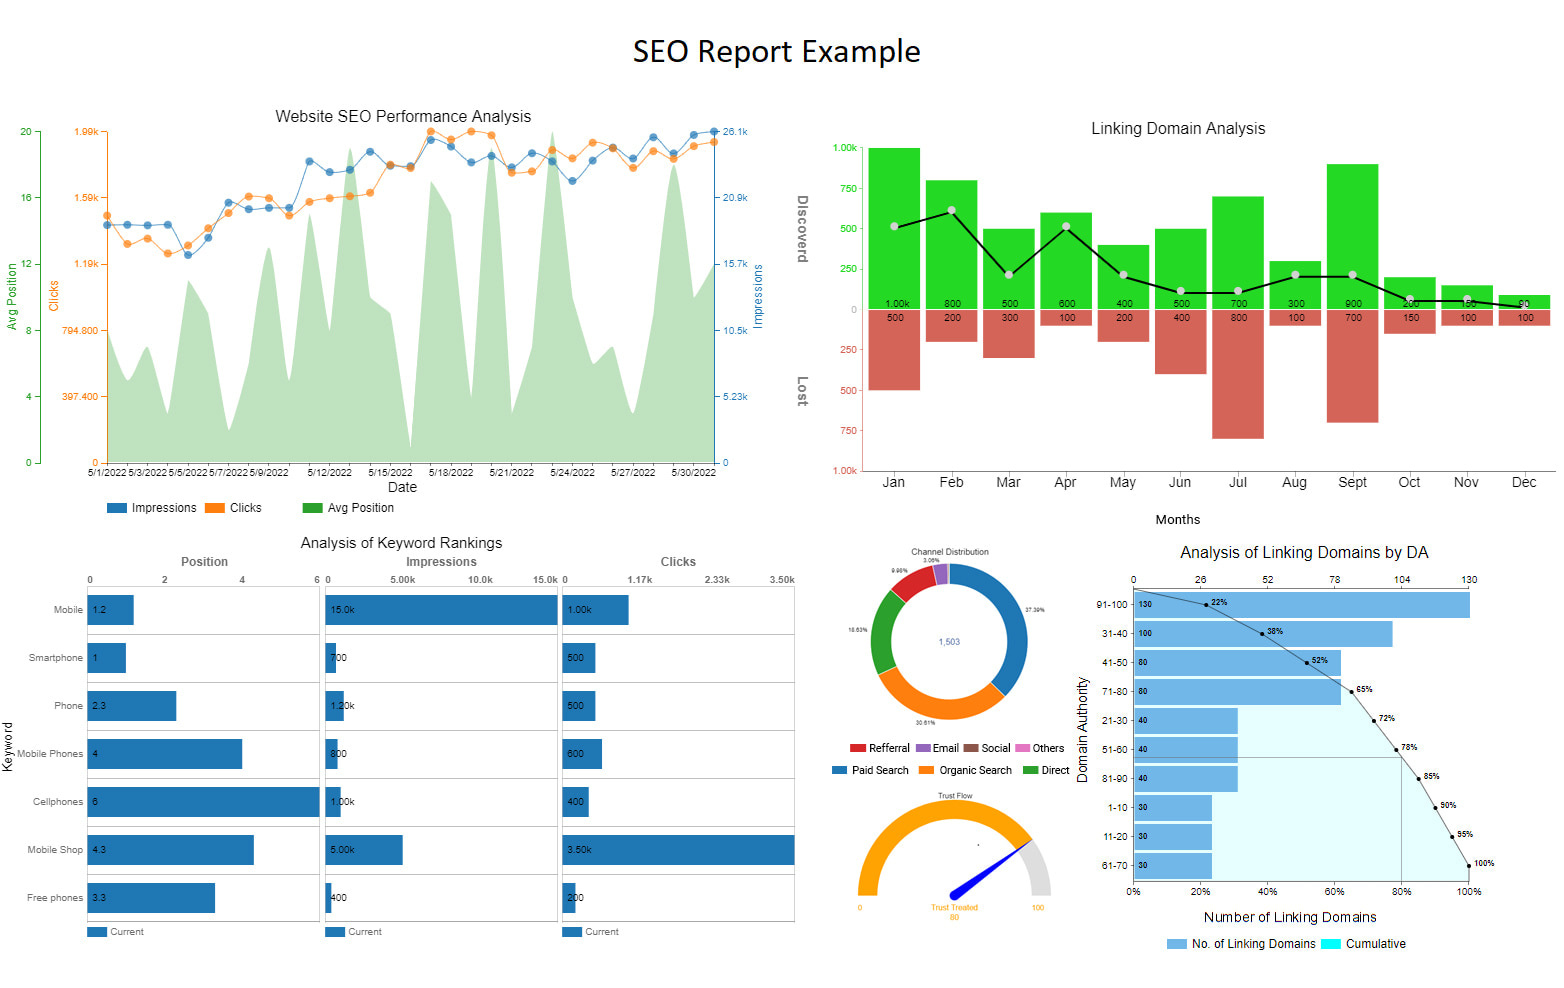 SEO Report Example
Website SEO Performance Analysis
20 1.99k 26.1k
16 1.59k 20.9k
12 1.19k 15.7k
8 794.800 10.5k
4 397.400 5.23k
0 0 0
Avg Position
Clicks
Impressions
5/1/2022 5/3/2022 5/5/2022 5/7/2022 5/9/2022 5/12/2022 5/15/2022 5/18/2022 5/21/2022 5/24/2022 5/27/2022 5/30/2022
Date
Impressions Clicks Avg Position
Linking Domain Analysis
1.00k
750
500
250
0
250
500
750
1.00k
Discoverd
Lost
1.00k 800 500 600 400 500 700 300 900 200 150 90
500 200 300 100 200 400 800 100 700 150 100 100
Jan Feb Mar Apr May Jun Jul Aug Sept Oct Nov Dec
Months
Analysis of Keyword Rankings
Position Impressions Clicks
0 2 4 6 0 5.00k 10.0k 15.0k 0 1.17k 2.33k 3.50k
Keyword
Mobile 1.2 15.0k 1.00k
Smartphone 1 700 500
Phone 2.3 1.20k 500
Mobile Phones 4 800 600
Cellphones 6 1.00k 400
Mobile Shop 4.3 5.00k 3.50k
Free phones 3.3 400 200
Current Current Current
Channel Distribution
3.06%
9.98%
37.39%
18.63%
1,503
30.61%
Refferral Email Social Others
Paid Search Organic Search Direct
Trust Flow
0 Trust Treated 100
80
Analysis of Linking Domains by DA
0 26 52 78 104 130
Domain Authority
91-100 130 22%
31-40 100 38%
41-50 80 52%
71-80 80 65%
21-30 40 72%
51-60 40 78%
81-90 40 85%
1-10 30 90%
11-20 30 95%
61-70 30 100%
0% 20% 40% 60% 80% 100%
Number of Linking Domains
No. of Linking Domains Cumulative